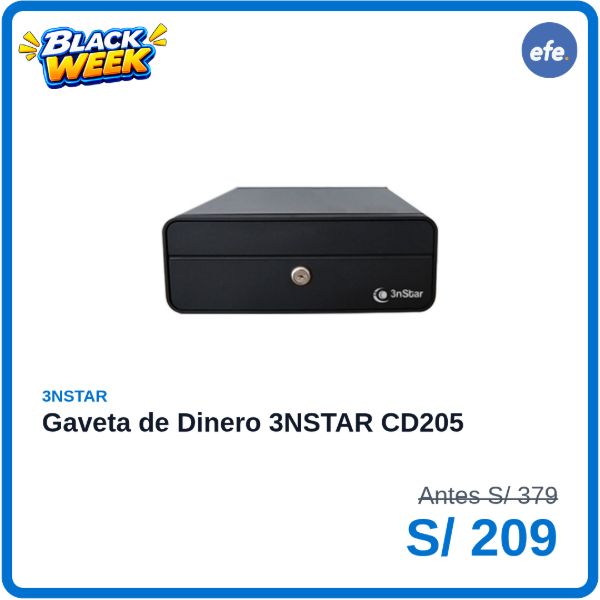 BLACK
WEEK
efe.
3nStar
3NSTAR
Gaveta de Dinero 3NSTAR CD205
Antes S/ 379
S/ 209